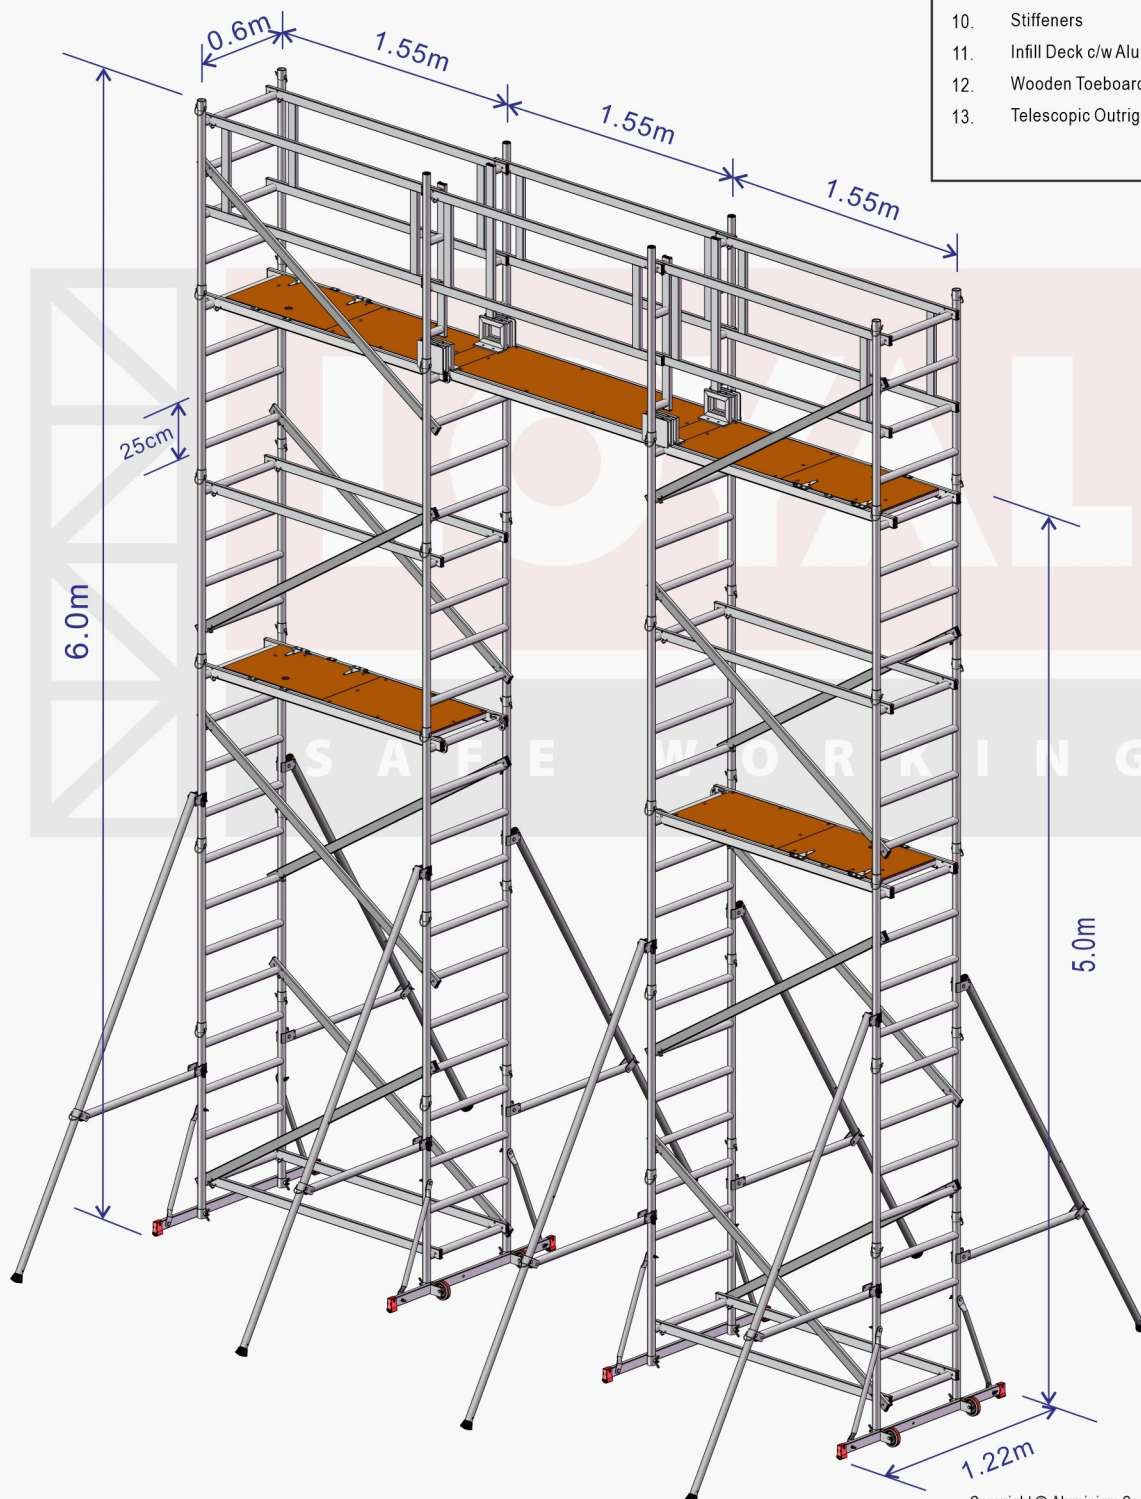 10. Stiffeners
11. Infill Deck c/w Alu
12. Wooden Toeboard
13. Telescopic Outrig
0.6m
1.55m
1.55m
1.55m
25cm
6.0m
5.0m
1.22m
LOYAL
SAFE WORKING